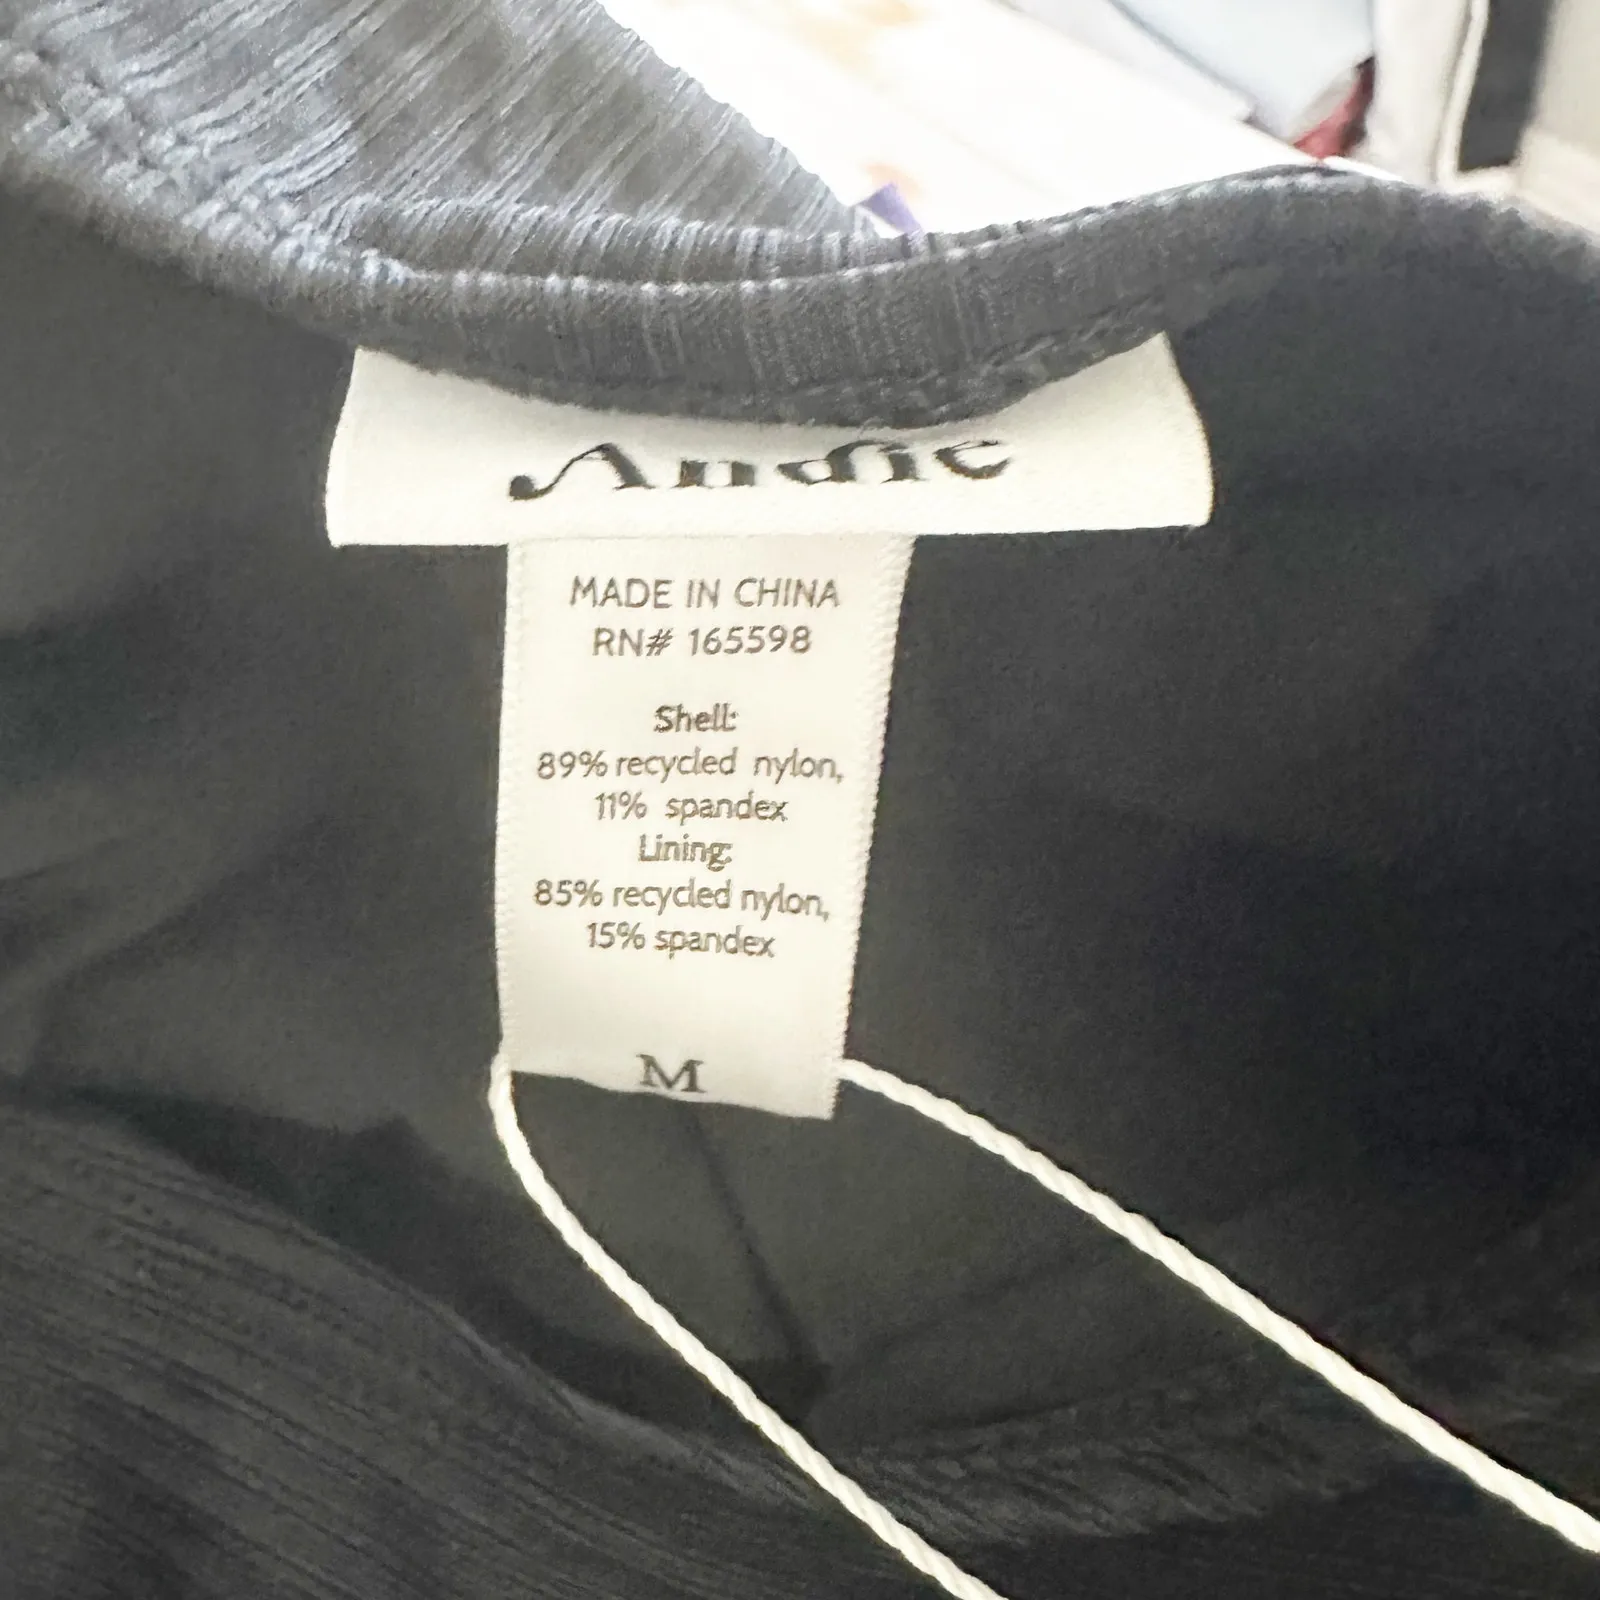 Andie
MADE IN CHINA
RN# 165598
Shell:
89% recycled nylon,
11% spandex
Lining:
85% recycled nylon,
15% spandex
M